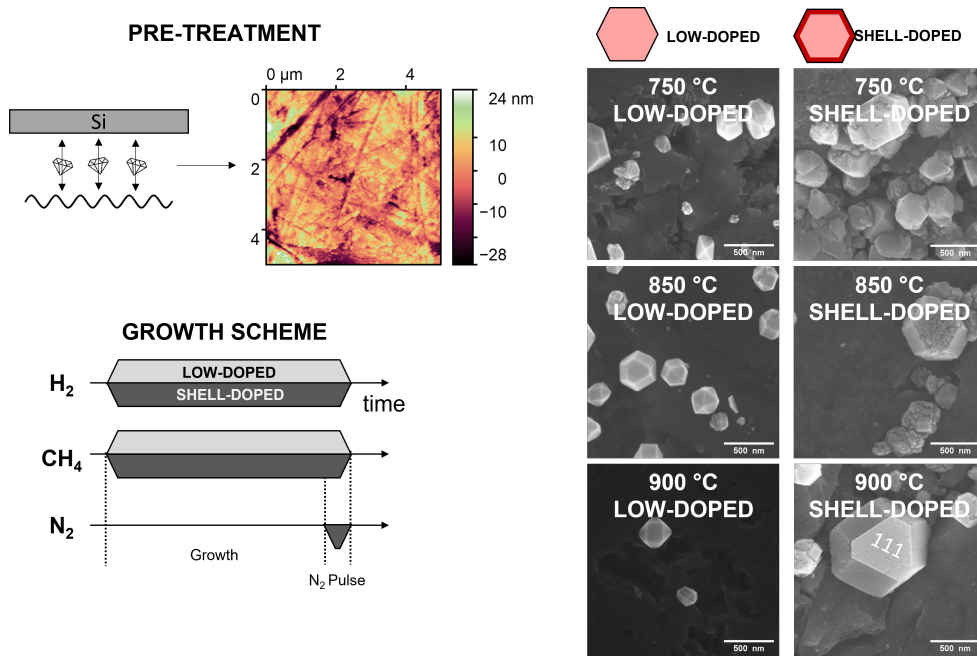 PRE-TREATMENT
Si
0 µm
2
4
0
2
4
24 nm
10
0
−10
−28
GROWTH SCHEME
H2
LOW-DOPED
SHELL-DOPED
time
CH4
N2
Growth
N2 Pulse
LOW-DOPED
SHELL-DOPED
750 °C
LOW-DOPED
500 nm
750 °C
SHELL-DOPED
500 nm
850 °C
LOW-DOPED
500 nm
850 °C
SHELL-DOPED
500 nm
900 °C
LOW-DOPED
500 nm
900 °C
SHELL-DOPED
111
500 nm